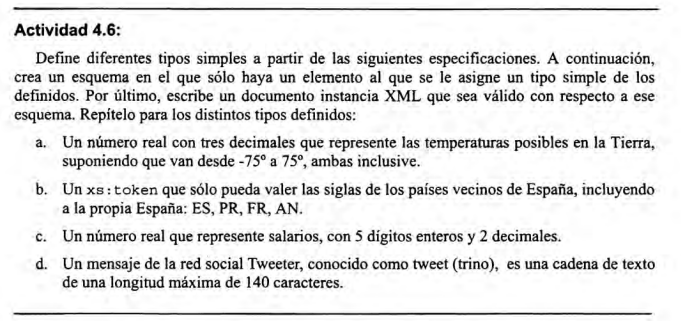 Actividad 4.6:
Define diferentes tipos simples a partir de las siguientes especificaciones. A continuación,
crea un esquema en el que sólo haya un elemento al que se le asigne un tipo simple de los
definidos. Por último, escribe un documento instancia XML que sea válido con respecto a ese
esquema. Repítelo para los distintos tipos definidos:
a. Un número real con tres decimales que represente las temperaturas posibles en la Tierra,
suponiendo que van desde -75º a 75º, ambas inclusive.
b. Un xs:token que sólo pueda valer las siglas de los países vecinos de España, incluyendo
a la propia España: ES, PR, FR, AN.
c. Un número real que represente salarios, con 5 dígitos enteros y 2 decimales.
d. Un mensaje de la red social Tweeter, conocido como tweet (trino), es una cadena de texto
de una longitud máxima de 140 caracteres.